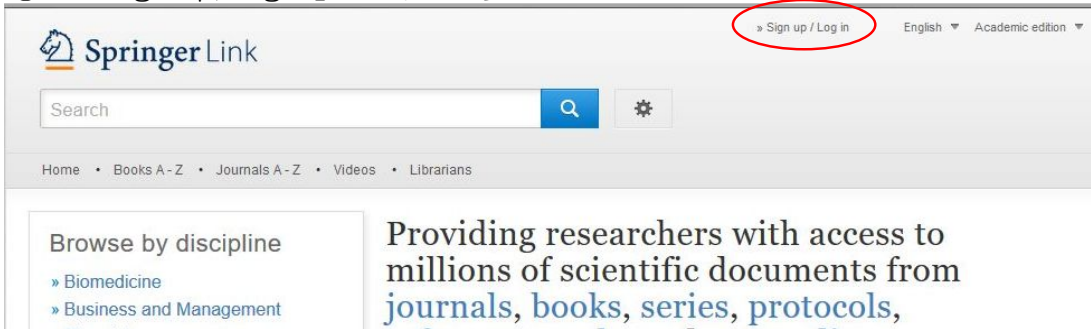 » Sign up / Log in English Academic edition
Springer Link
Search
Home • Books A - Z • Journals A - Z • Videos • Librarians
Browse by discipline
» Biomedicine
» Business and Management
Providing researchers with access to
millions of scientific documents from
journals, books, series, protocols,